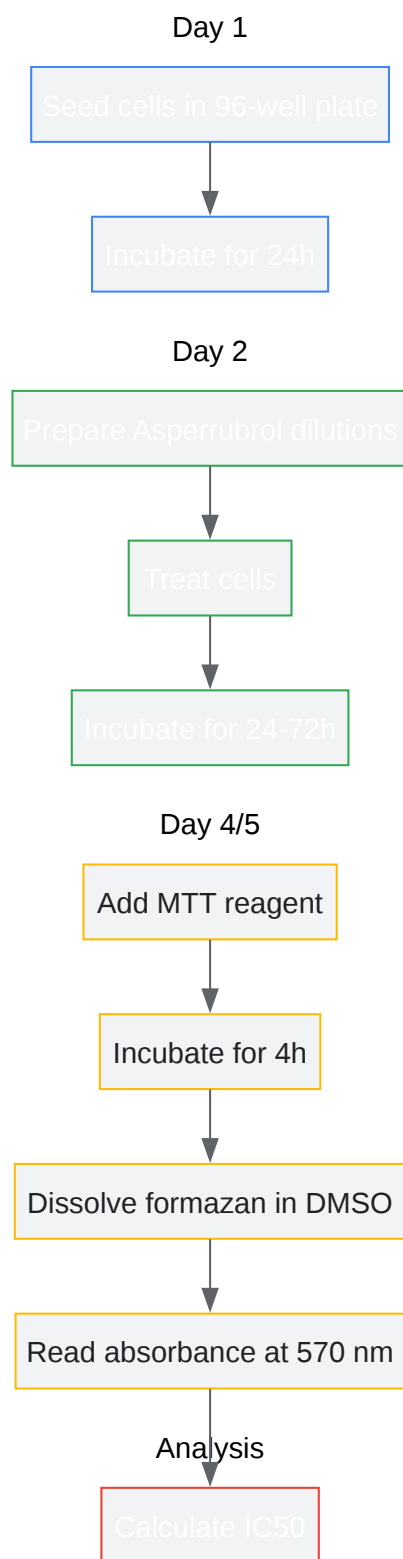 Day 1
Seed cells in 96-well plate
Incubate for 24h
Day 2
Prepare Asperrubrol dilutions
Treat cells
Incubate for 24-72h
Day 4/5
Add MTT reagent
Incubate for 4h
Dissolve formazan in DMSO
Read absorbance at 570 nm
Analysis
Calculate IC50